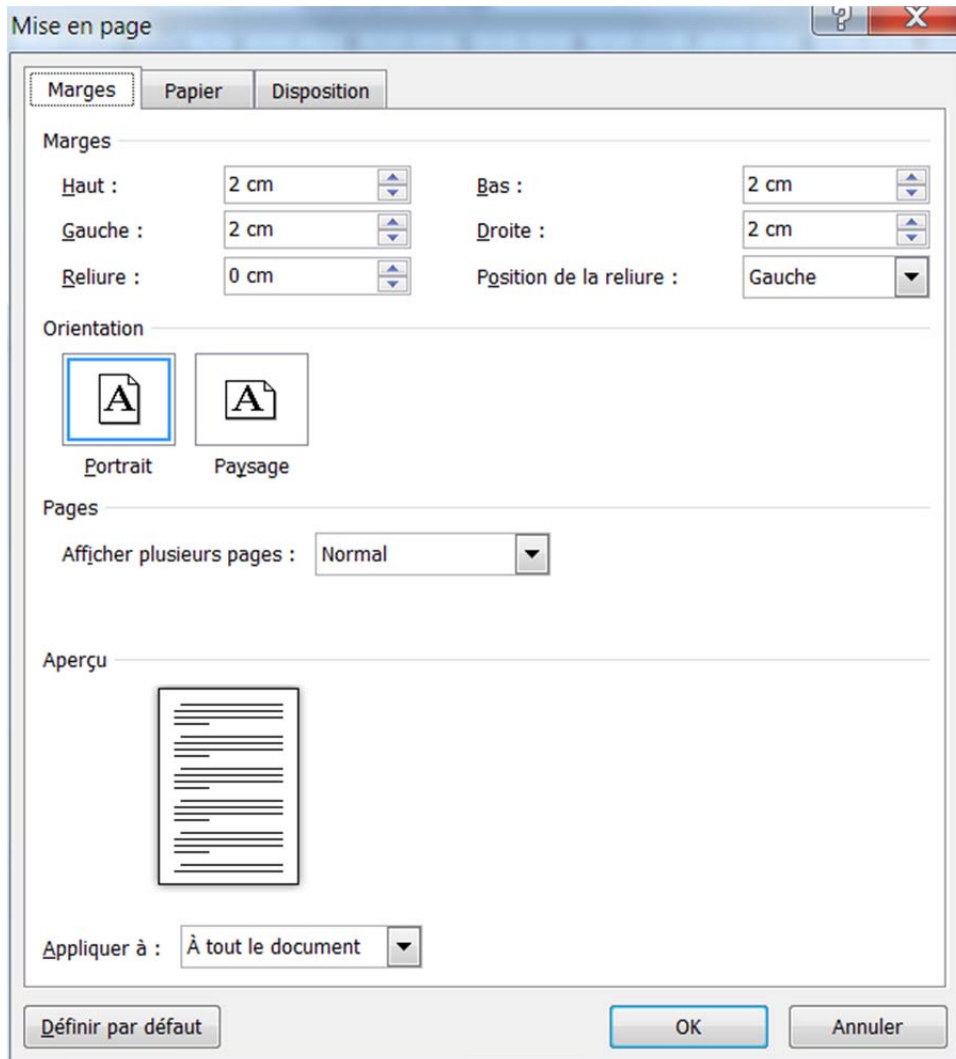 Mise en page
Marges Papier Disposition
Marges
Haut : 2 cm Bas : 2 cm
Gauche : 2 cm Droite : 2 cm
Reliure : 0 cm Position de la reliure : Gauche
Orientation
A A
Portrait Paysage
Pages
Afficher plusieurs pages : Normal
Aperçu
Appliquer à : À tout le document
Définir par défaut OK Annuler